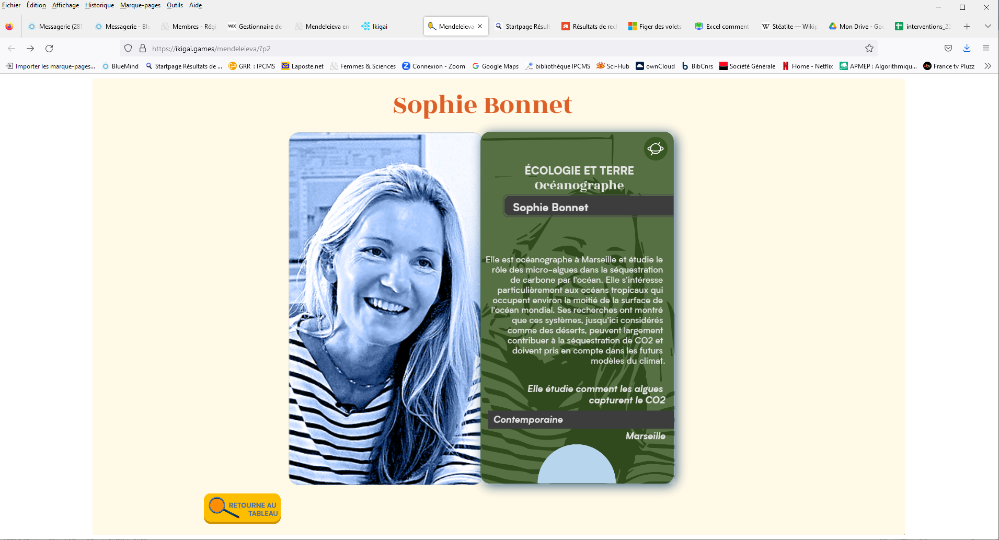 Fichier Édition Affichage Historique Marque-pages Outils Aide
Messagerie (281
Messagerie - Blu
Membres - Régi
WIX Gestionnaire de
Mendeleieva en
Ikigai
Mendeleieva
Startpage Résult
Résultats de rec
Figer des volets
Excel comment
W Stéatite — Wikip
Mon Drive - Goo
interventions_22
https://ikigai.games/mendeleieva/?p2
Importer les marque-pages...
BlueMind
Startpage Résultats de ...
GRR : IPCMS
Laposte.net
Femmes & Sciences
Connexion - Zoom
Google Maps
bibliothèque IPCMS
Sci-Hub
ownCloud
BibCnrs
Société Générale
Home - Netflix
APMEP : Algorithmiqu...
France tv Pluzz
Sophie Bonnet
ÉCOLOGIE ET TERRE
Océanographe
Sophie Bonnet
Elle est océanographe à Marseille et étudie le
rôle des micro-algues dans la séquestration
de carbone par l'océan. Elle s'intéresse
particulièrement aux océans tropicaux qui
occupent environ la moitié de la surface de
l'océan mondial. Ses recherches ont montré
que ces systèmes, jusqu'ici considérés
comme des déserts, peuvent largement
contribuer à la séquestration de CO2 et
doivent pris en compte dans les futurs
modèles du climat.
Elle étudie comment les algues
capturent le CO2
Contemporaine
Marseille
RETOURNE AU
TABLEAU